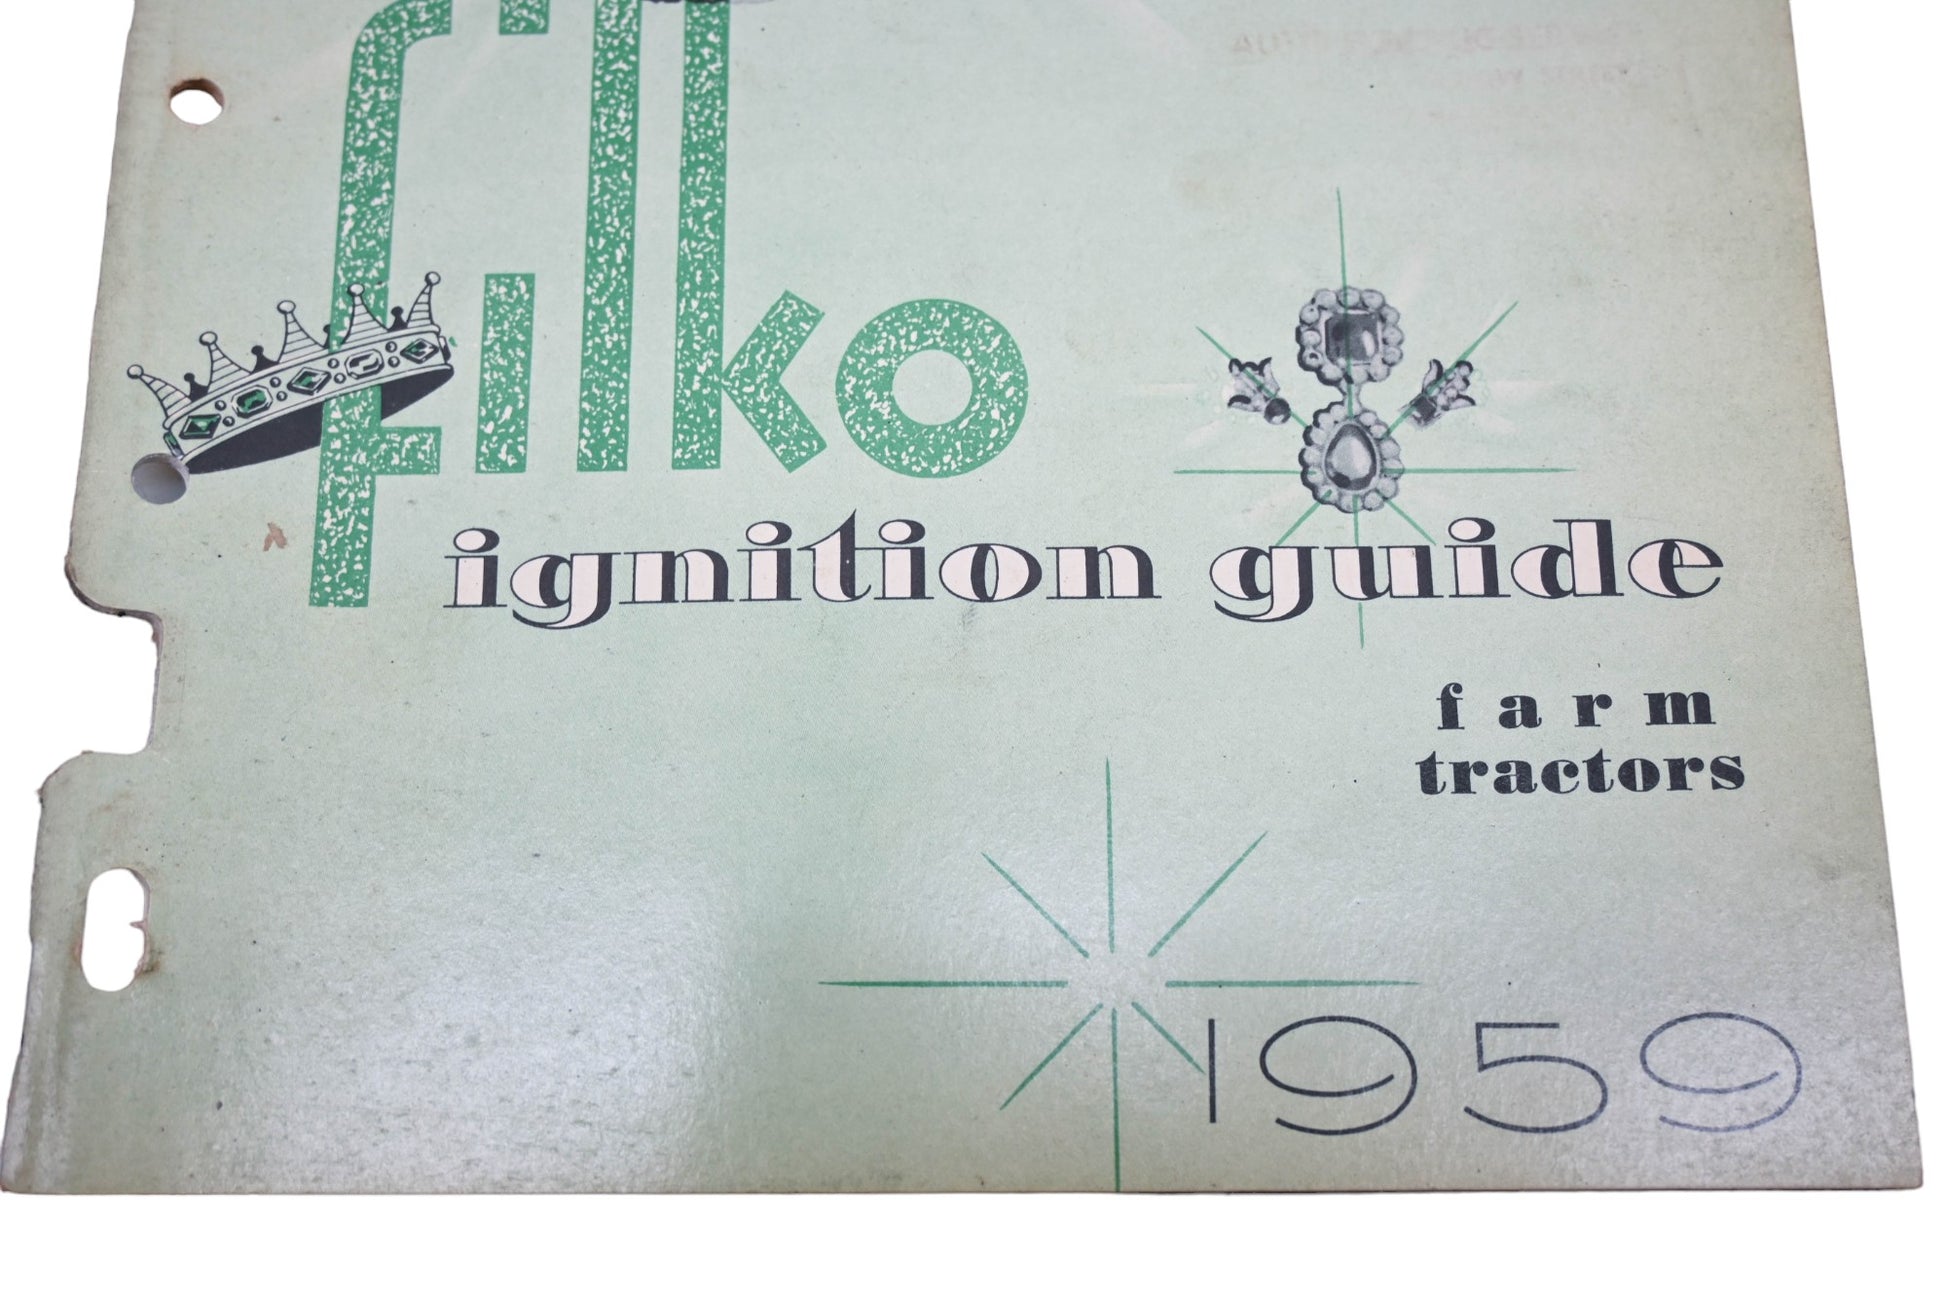 filko
ignition guide
farm
tractors
1959